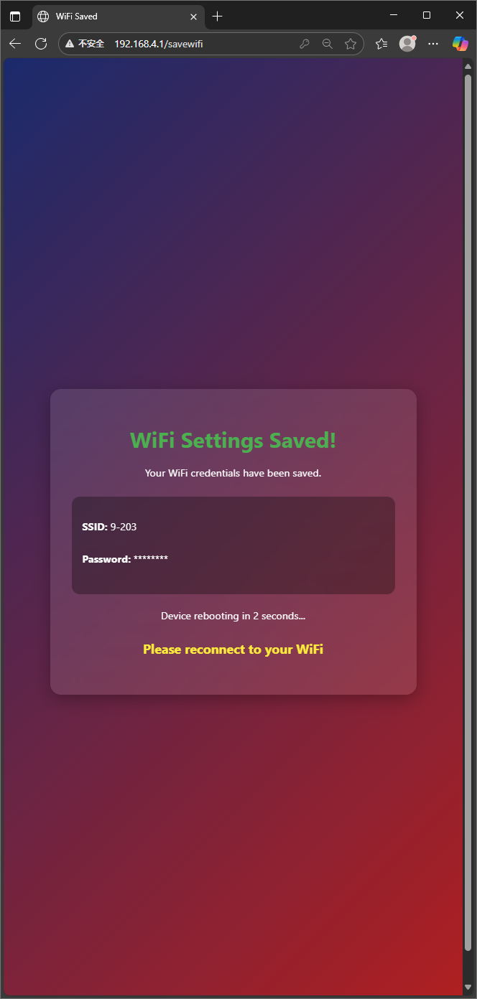 WiFi Saved
不安全 192.168.4.1/savewifi
WiFi Settings Saved!
Your WiFi credentials have been saved.
SSID: 9-203
Password: ********
Device rebooting in 2 seconds...
Please reconnect to your WiFi